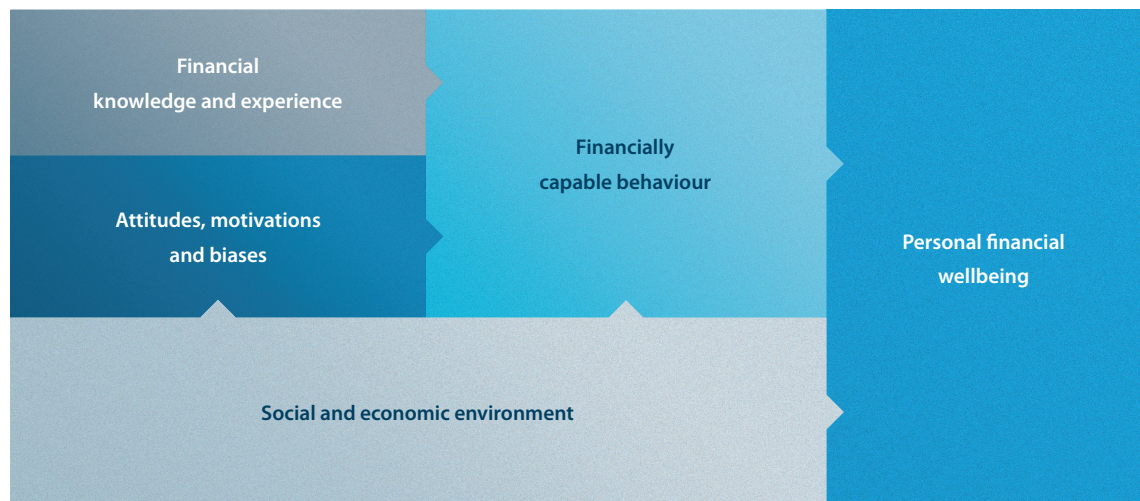 Financial
knowledge and experience
Attitudes, motivations
and biases
Financially
capable behaviour
Personal financial
wellbeing
Social and economic environment